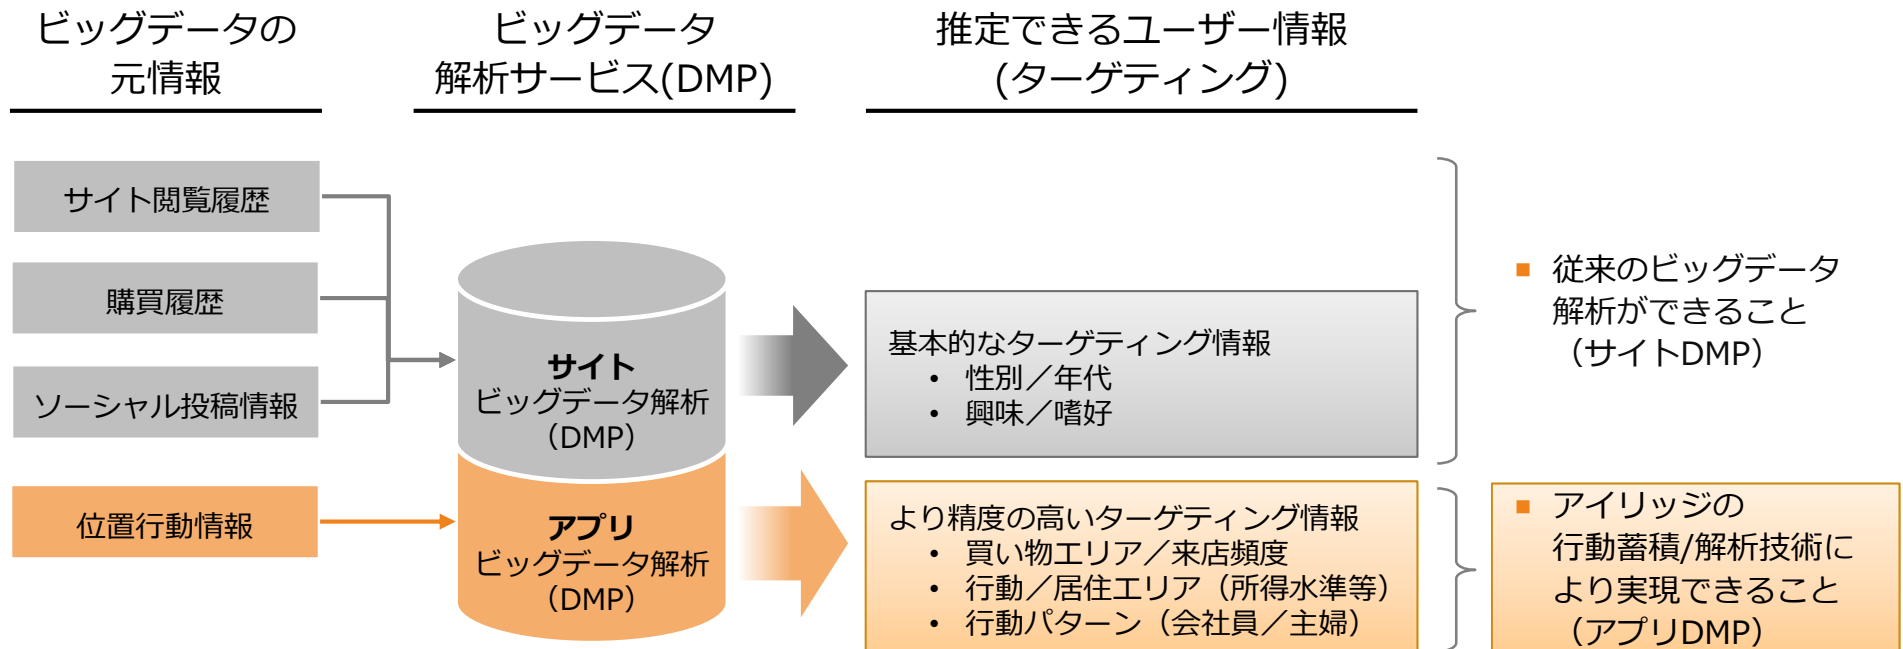 ビッグデータの
元情報
ビッグデータ
解析サービス(DMP)
推定できるユーザー情報
(ターゲティング)
サイト閲覧履歴
購買履歴
ソーシャル投稿情報
位置行動情報
サイト
ビッグデータ解析
（DMP）
アプリ
ビッグデータ解析
（DMP）
基本的なターゲティング情報
• 性別／年代
• 興味／嗜好
より精度の高いターゲティング情報
• 買い物エリア／来店頻度
• 行動／居住エリア（所得水準等）
• 行動パターン（会社員／主婦）
■ 従来のビッグデータ
解析ができること
（サイトDMP）
■ アイリッジの
行動蓄積/解析技術に
より実現できること
（アプリDMP）